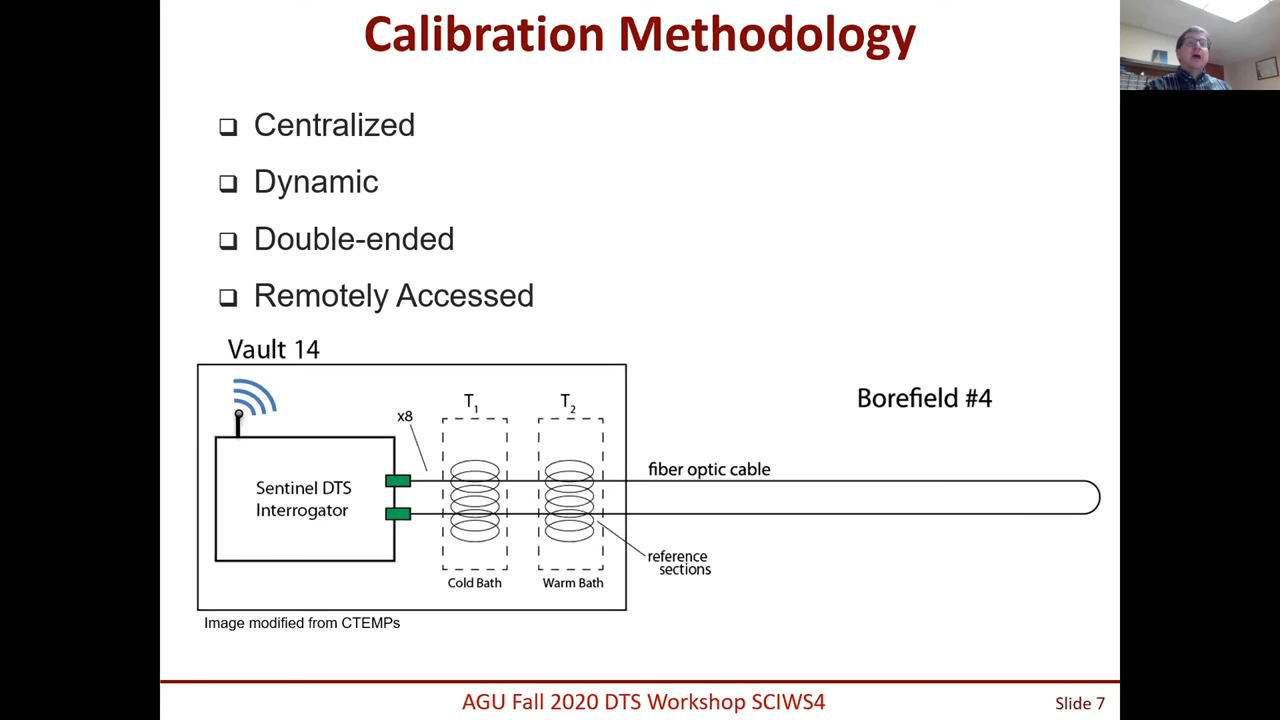 Calibration Methodology
Centralized
Dynamic
Double-ended
Remotely Accessed
Vault 14
Borefield #4
x8
T1
T2
fiber optic cable
Sentinel DTS
Interrogator
reference
sections
Cold Bath
Warm Bath
Image modified from CTEMPs
AGU Fall 2020 DTS Workshop SCIWS4
Slide 7